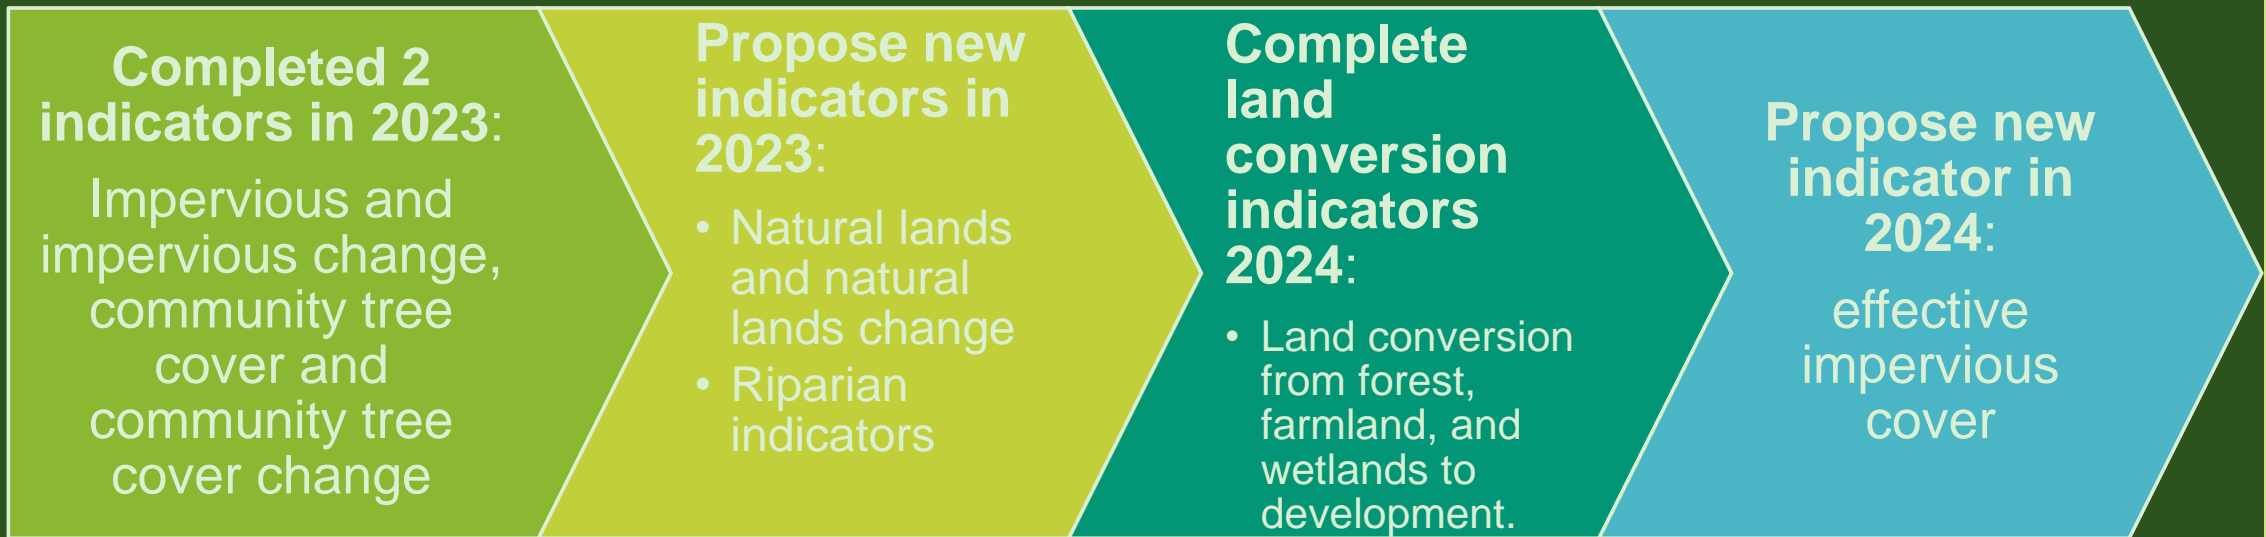 Completed 2
indicators in 2023:
Impervious and
impervious change,
community tree
cover and
community tree
cover change
Propose new
indicators in
2023:
• Natural lands
and natural
lands change
• Riparian
indicators
Complete
land
conversion
indicators
2024:
• Land conversion
from forest,
farmland, and
wetlands to
development.
Propose new
indicator in
2024:
effective
impervious
cover